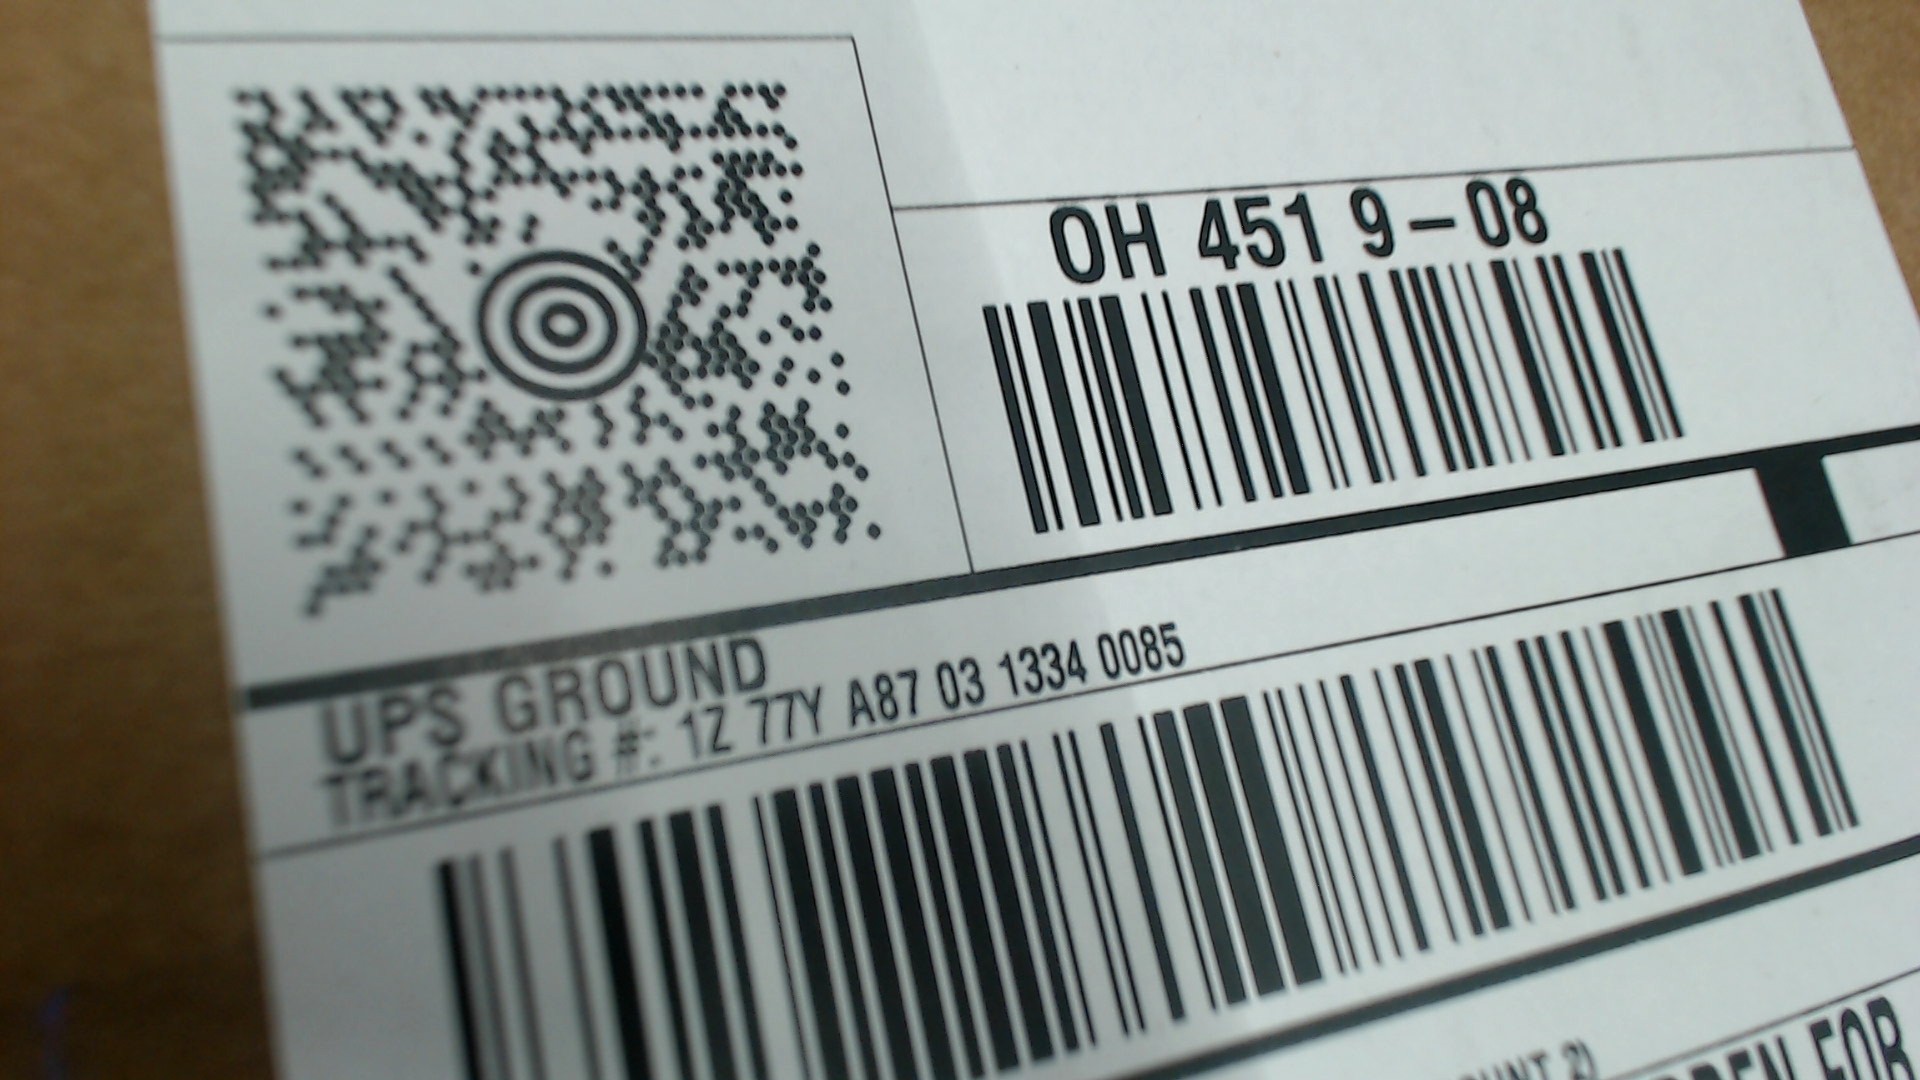 OH 451 9-08
UPS GROUND
TRACKING #: 1Z 77Y A87 03 1334 0085